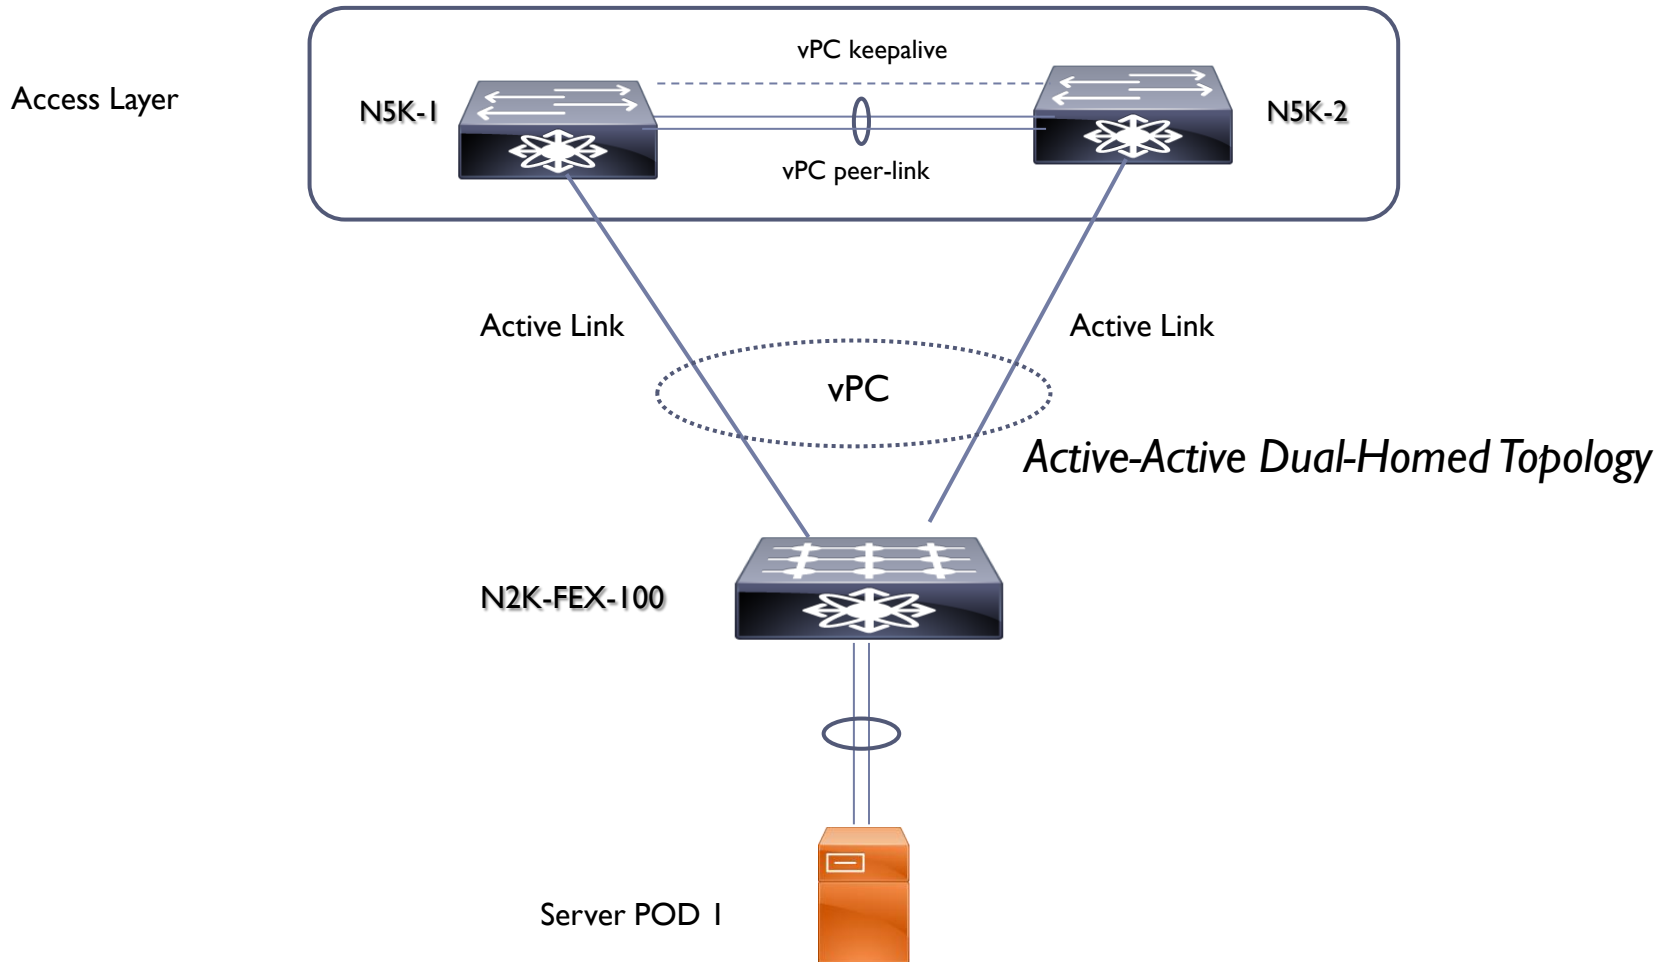 vPC keepalive
Access Layer
N5K-1
N5K-2
vPC peer-link
Active Link
Active Link
vPC
Active-Active Dual-Homed Topology
N2K-FEX-100
Server POD 1